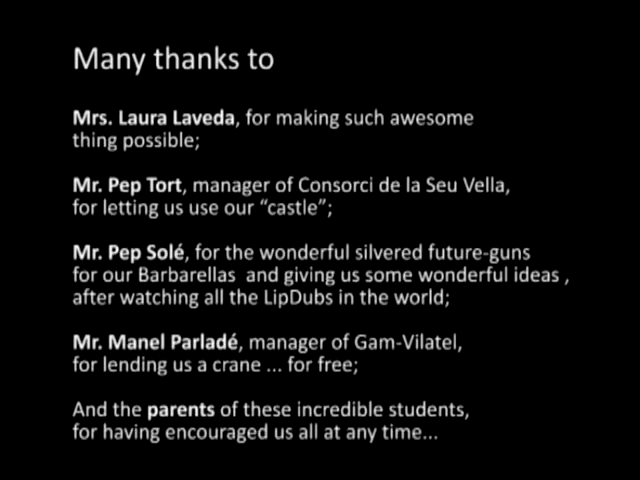 Many thanks to
Mrs. Laura Laveda, for making such awesome
thing possible;
Mr. Pep Tort, manager of Consorci de la Seu Vella,
for letting us use our “castle”;
Mr. Pep Solé, for the wonderful silvered future-guns
for our Barbarellas and giving us some wonderful ideas ,
after watching all the LipDubs in the world;
Mr. Manel Parladé, manager of Gam-Vilatel,
for lending us a crane ... for free;
And the parents of these incredible students,
for having encouraged us all at any time...